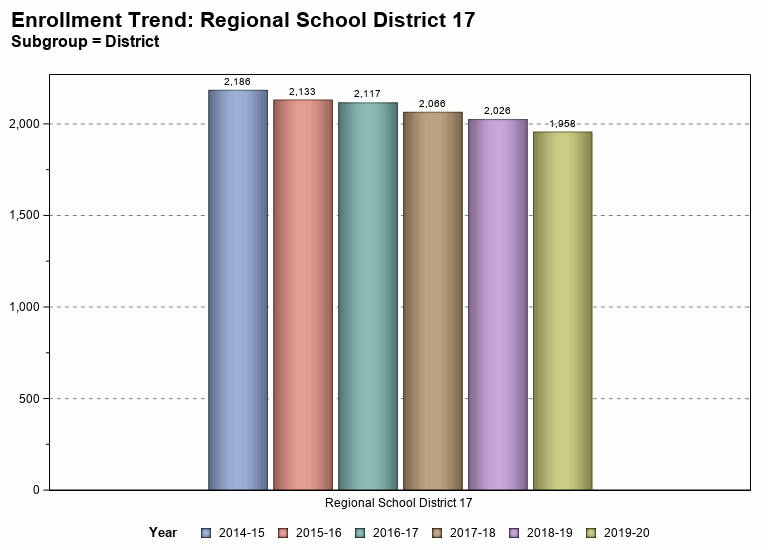 Enrollment Trend: Regional School District 17
Subgroup = District
2,186
2,133
2,117
2,066
2,026
1,958
2,000
1,500
1,000
500
0
Regional School District 17
Year 2014-15 2015-16 2016-17 2017-18 2018-19 2019-20